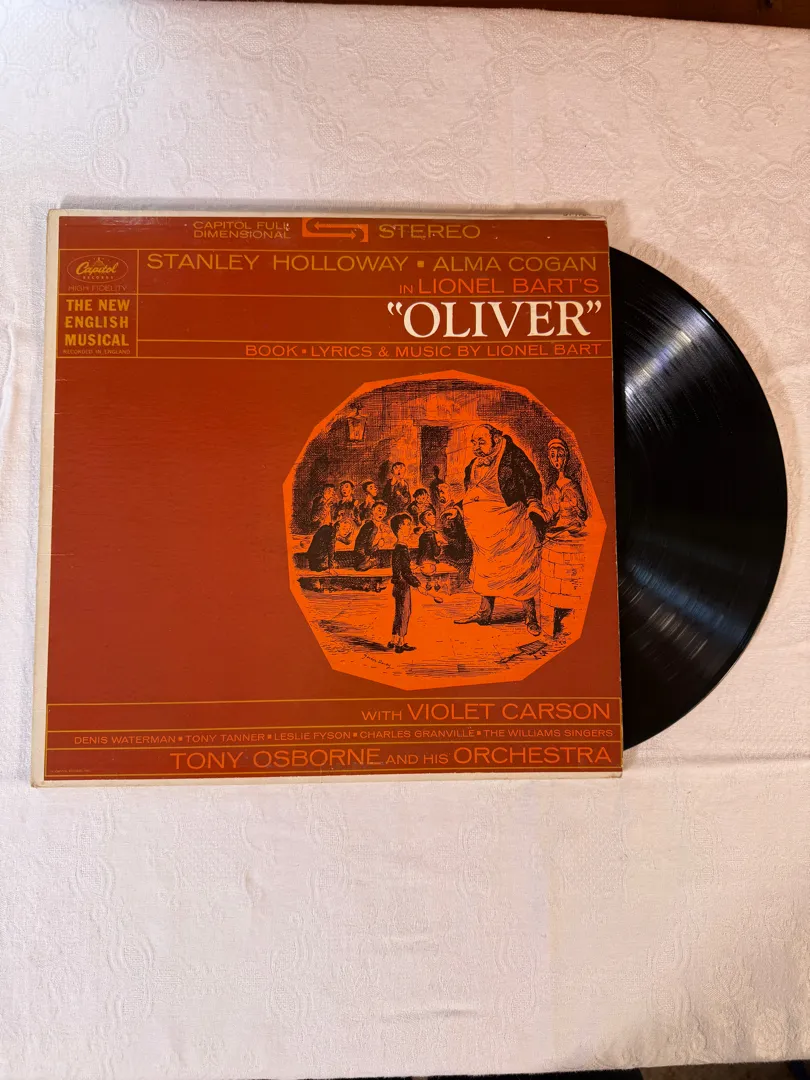 CAPITOL FULL
DIMENSIONAL
STEREO
Capitol
RECORDS
HIGH FIDELITY
THE NEW
ENGLISH
MUSICAL
RECORDED IN ENGLAND
STANLEY HOLLOWAY ▪ ALMA COGAN
IN LIONEL BART'S
“OLIVER”
BOOK ▪ LYRICS & MUSIC BY LIONEL BART
WITH VIOLET CARSON
DENIS WATERMAN ▪ TONY TANNER ▪ LESLIE FYSON ▪ CHARLES GRANVILLE ▪ THE WILLIAMS SINGERS
TONY OSBORNE AND HIS ORCHESTRA